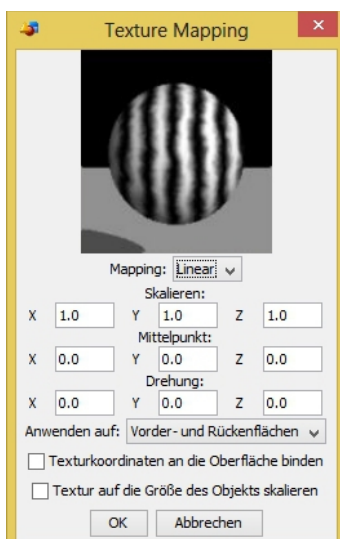 Texture Mapping
Mapping: Linear
Skalieren:
X 1.0 Y 1.0 Z 1.0
Mittelpunkt:
X 0.0 Y 0.0 Z 0.0
Drehung:
X 0.0 Y 0.0 Z 0.0
Anwenden auf: Vorder- und Rückenflächen
Texturkoordinaten an die Oberfläche binden
Textur auf die Größe des Objekts skalieren
OK Abbrechen